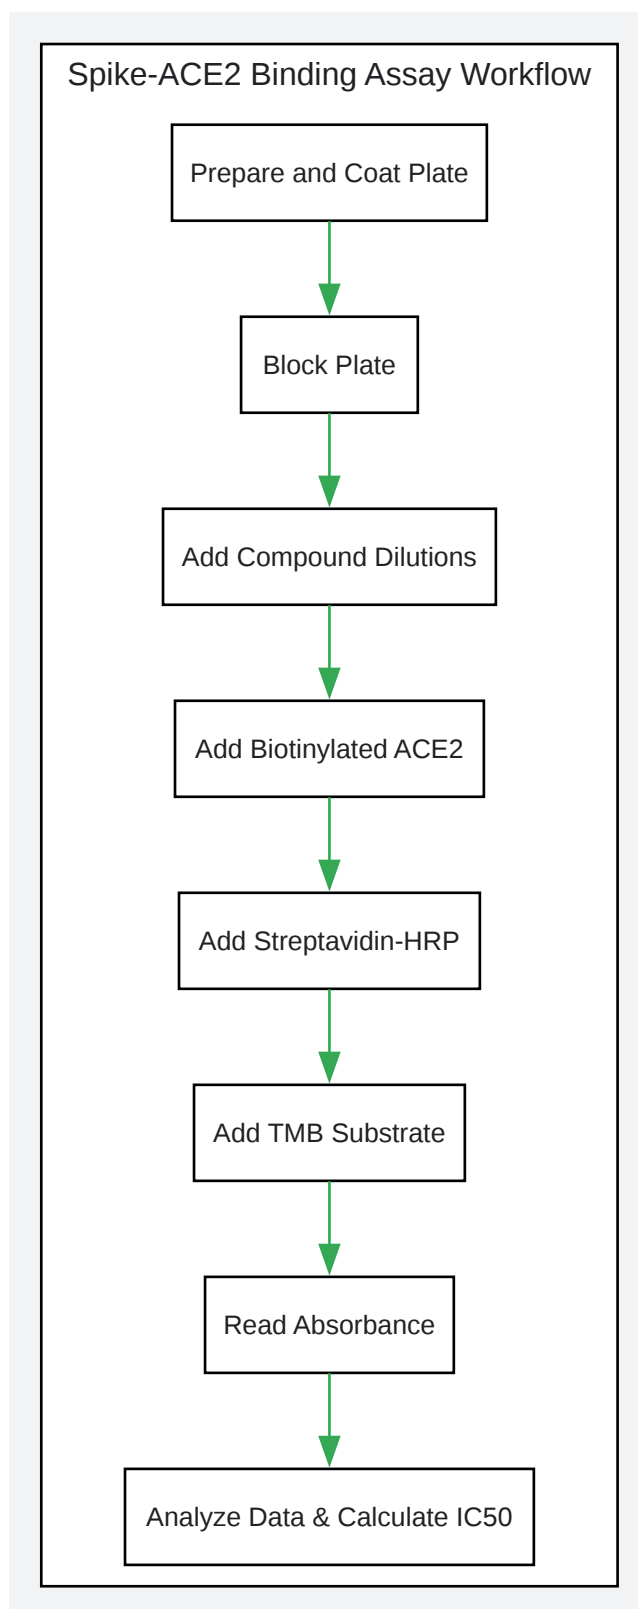 Spike-ACE2 Binding Assay Workflow
Prepare and Coat Plate
Block Plate
Add Compound Dilutions
Add Biotinylated ACE2
Add Streptavidin-HRP
Add TMB Substrate
Read Absorbance
Analyze Data & Calculate IC50